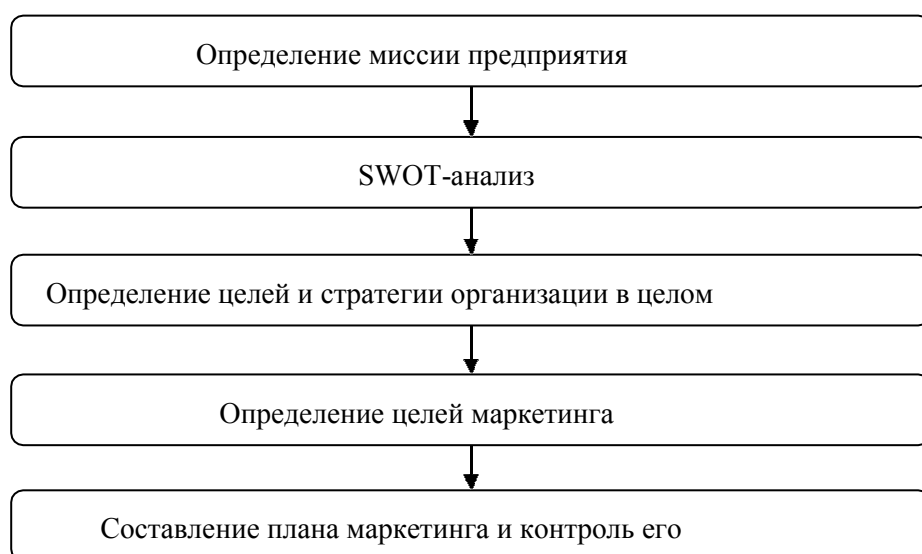 Определение миссии предприятия
SWOT-анализ
Определение целей и стратегии организации в целом
Определение целей маркетинга
Составление плана маркетинга и контроль его